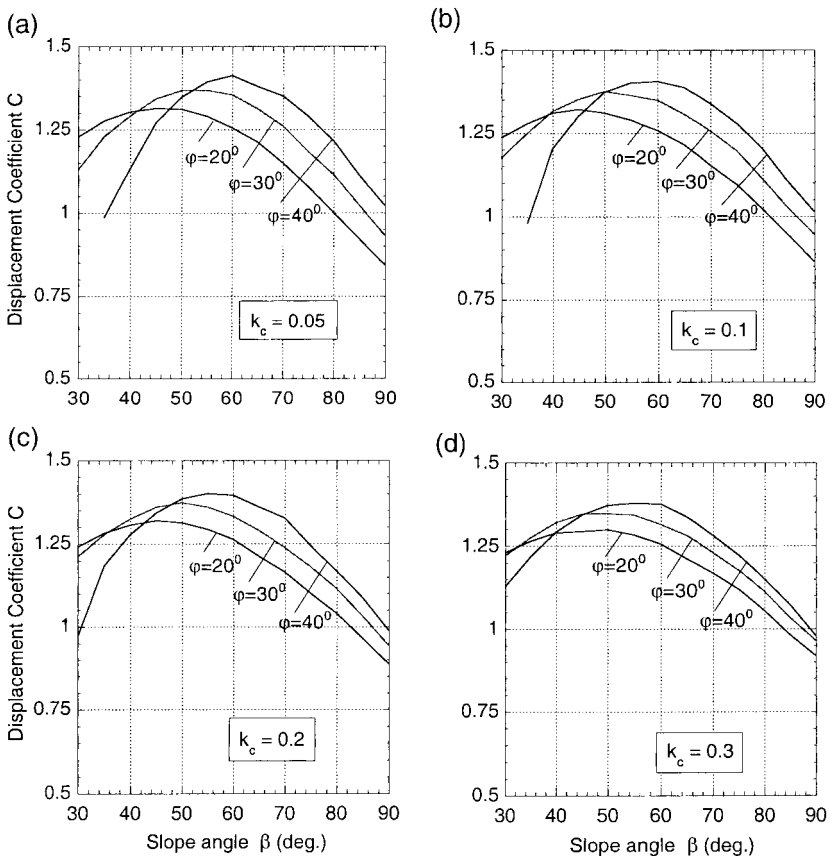 (a)
1.5
1.25
1
0.75
0.5
Displacement Coefficient C
φ=20⁰
φ=30⁰
φ=40⁰
k_c = 0.05
30 40 50 60 70 80 90
(b)
1.5
1.25
1
0.75
0.5
φ=20⁰
φ=30⁰
φ=40⁰
k_c = 0.1
30 40 50 60 70 80 90
(c)
1.5
1.25
1
0.75
0.5
Displacement Coefficient C
φ=20⁰
φ=30⁰
φ=40⁰
k_c = 0.2
30 40 50 60 70 80 90
Slope angle β (deg.)
(d)
1.5
1.25
1
0.75
0.5
φ=20⁰
φ=30⁰
φ=40⁰
k_c = 0.3
30 40 50 60 70 80 90
Slope angle β (deg.)